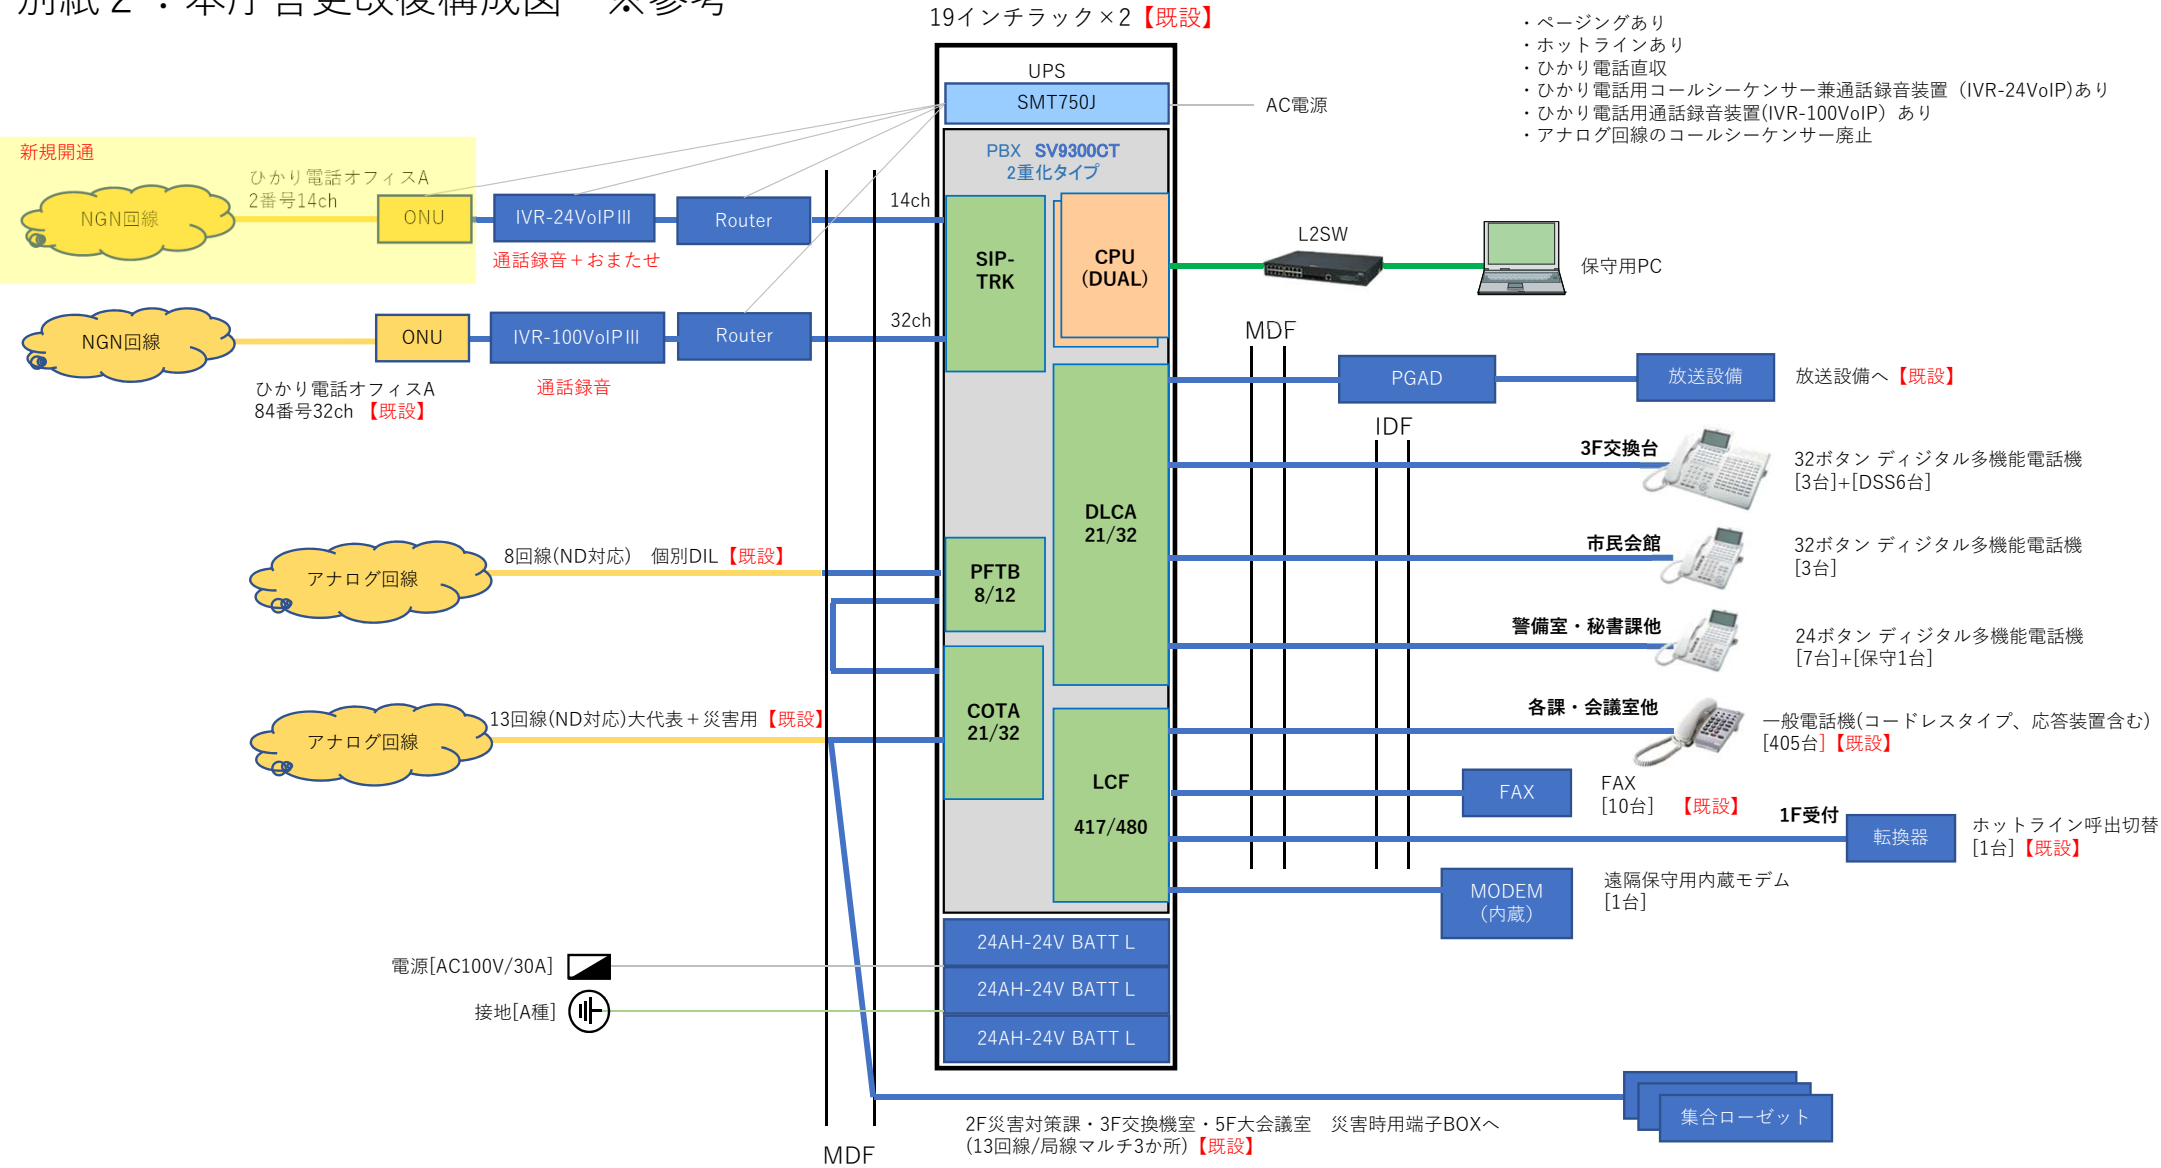 別紙２：本庁舎更改後構成図　※参考
19インチラック×2【既設】
・ページングあり
・ホットラインあり
・ひかり電話直収
・ひかり電話用コールシーケンサー兼通話録音装置（IVR-24VoIP)あり
・ひかり電話用通話録音装置(IVR-100VoIP）あり
・アナログ回線のコールシーケンサー廃止
UPS
SMT750J
AC電源
新規開通
PBX　SV9300CT
2重化タイプ
ひかり電話オフィスA
2番号14ch
NGN回線
ONU
IVR-24VoIPⅢ
Router
14ch
通話録音＋おまたせ
SIP-
TRK
CPU
(DUAL)
L2SW
保守用PC
NGN回線
ONU
IVR-100VoIPⅢ
Router
32ch
通話録音
ひかり電話オフィスA
84番号32ch 【既設】
MDF
PGAD
放送設備
放送設備へ【既設】
IDF
3F交換台
32ボタン ディジタル多機能電話機
[3台]+[DSS6台]
DLCA
21/32
市民会館
32ボタン ディジタル多機能電話機
[3台]
アナログ回線
8回線(ND対応)　個別DIL【既設】
PFTB
8/12
警備室・秘書課他
24ボタン ディジタル多機能電話機
[7台]+[保守1台]
アナログ回線
13回線(ND対応)大代表＋災害用【既設】
COTA
21/32
各課・会議室他
一般電話機(コードレスタイプ、応答装置含む)
[405台]【既設】
LCF
417/480
FAX
FAX
[10台]　【既設】
1F受付
転換器
ホットライン呼出切替
[1台]【既設】
MODEM
(内蔵)
遠隔保守用内蔵モデム
[1台]
24AH-24V BATT L
24AH-24V BATT L
24AH-24V BATT L
電源[AC100V/30A]
接地[A種]
MDF
2F災害対策課・3F交換機室・5F大会議室　災害時用端子BOXへ
(13回線/局線マルチ3か所)【既設】
集合ローゼット